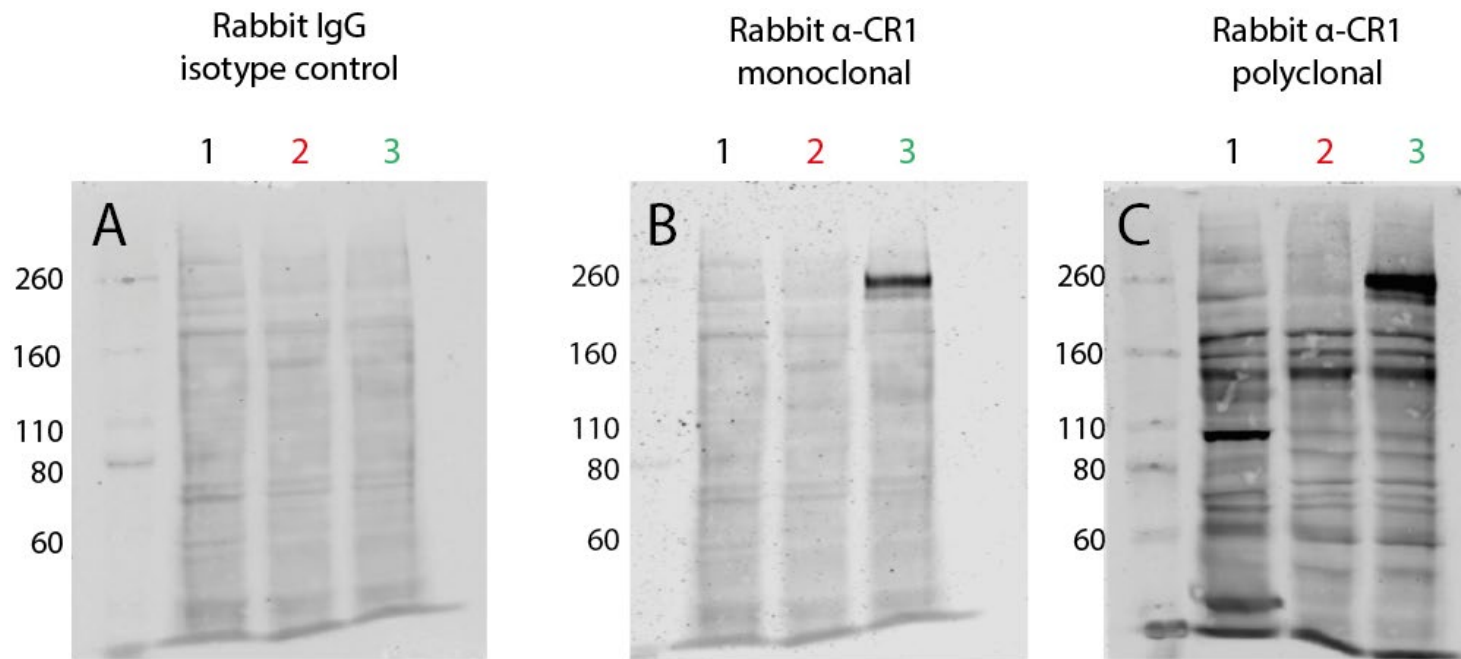 Rabbit IgG
isotype control
Rabbit α-CR1
monoclonal
Rabbit α-CR1
polyclonal
1 2 3
1 2 3
1 2 3
A
260
160
110
80
60
B
260
160
110
80
60
C
260
160
110
80
60